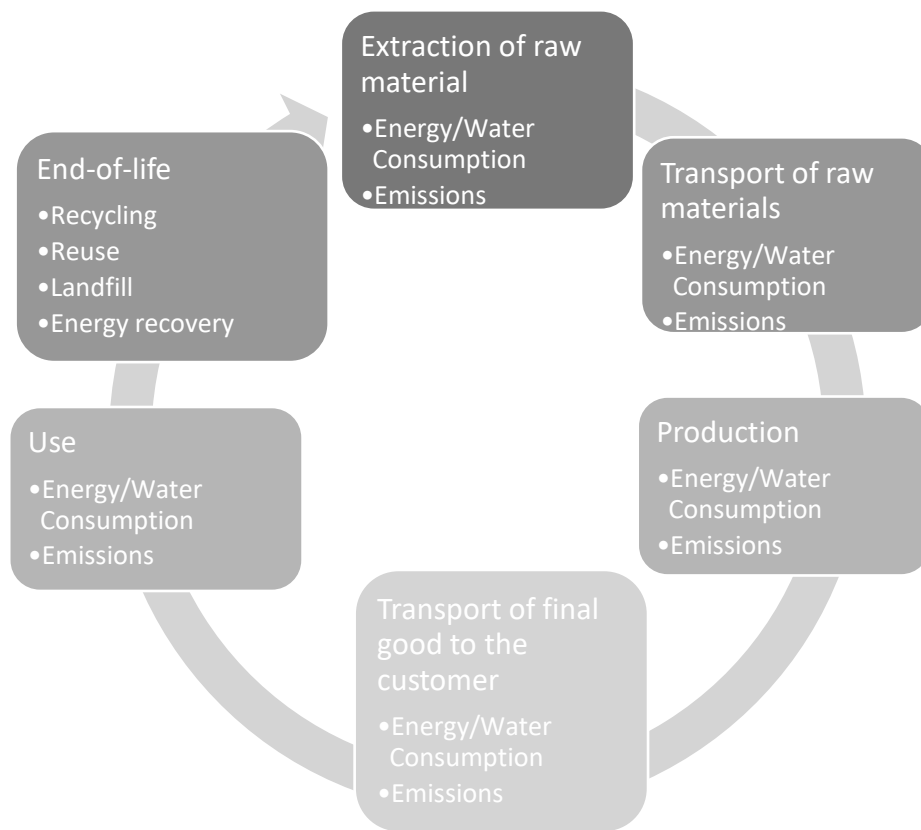 Extraction of raw
material
•Energy/Water
Consumption
•Emissions
Transport of raw
materials
•Energy/Water
Consumption
•Emissions
Production
•Energy/Water
Consumption
•Emissions
Transport of final
good to the
customer
•Energy/Water
Consumption
•Emissions
Use
•Energy/Water
Consumption
•Emissions
End-of-life
•Recycling
•Reuse
•Landfill
•Energy recovery